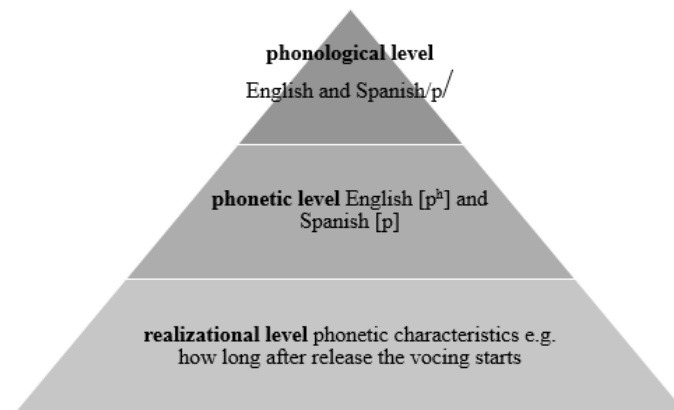 phonological level
English and Spanish/p/
phonetic level English [pʰ] and
Spanish [p]
realizational level phonetic characteristics e.g.
how long after release the vocing starts